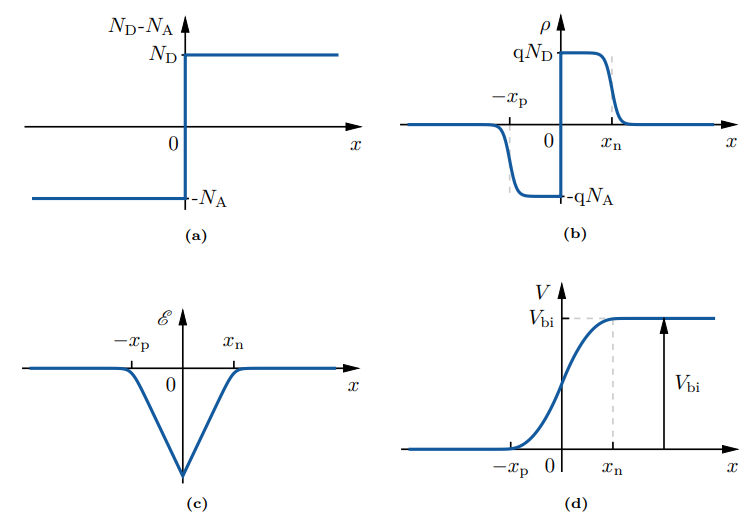 N_D-N_A
N_D
0
x
-N_A
(a)
ρ
qN_D
−x_p
0
x_n
x
-qN_A
(b)
ℰ
−x_p
x_n
0
x
(c)
V
V_bi
V_bi
−x_p
0
x_n
x
(d)